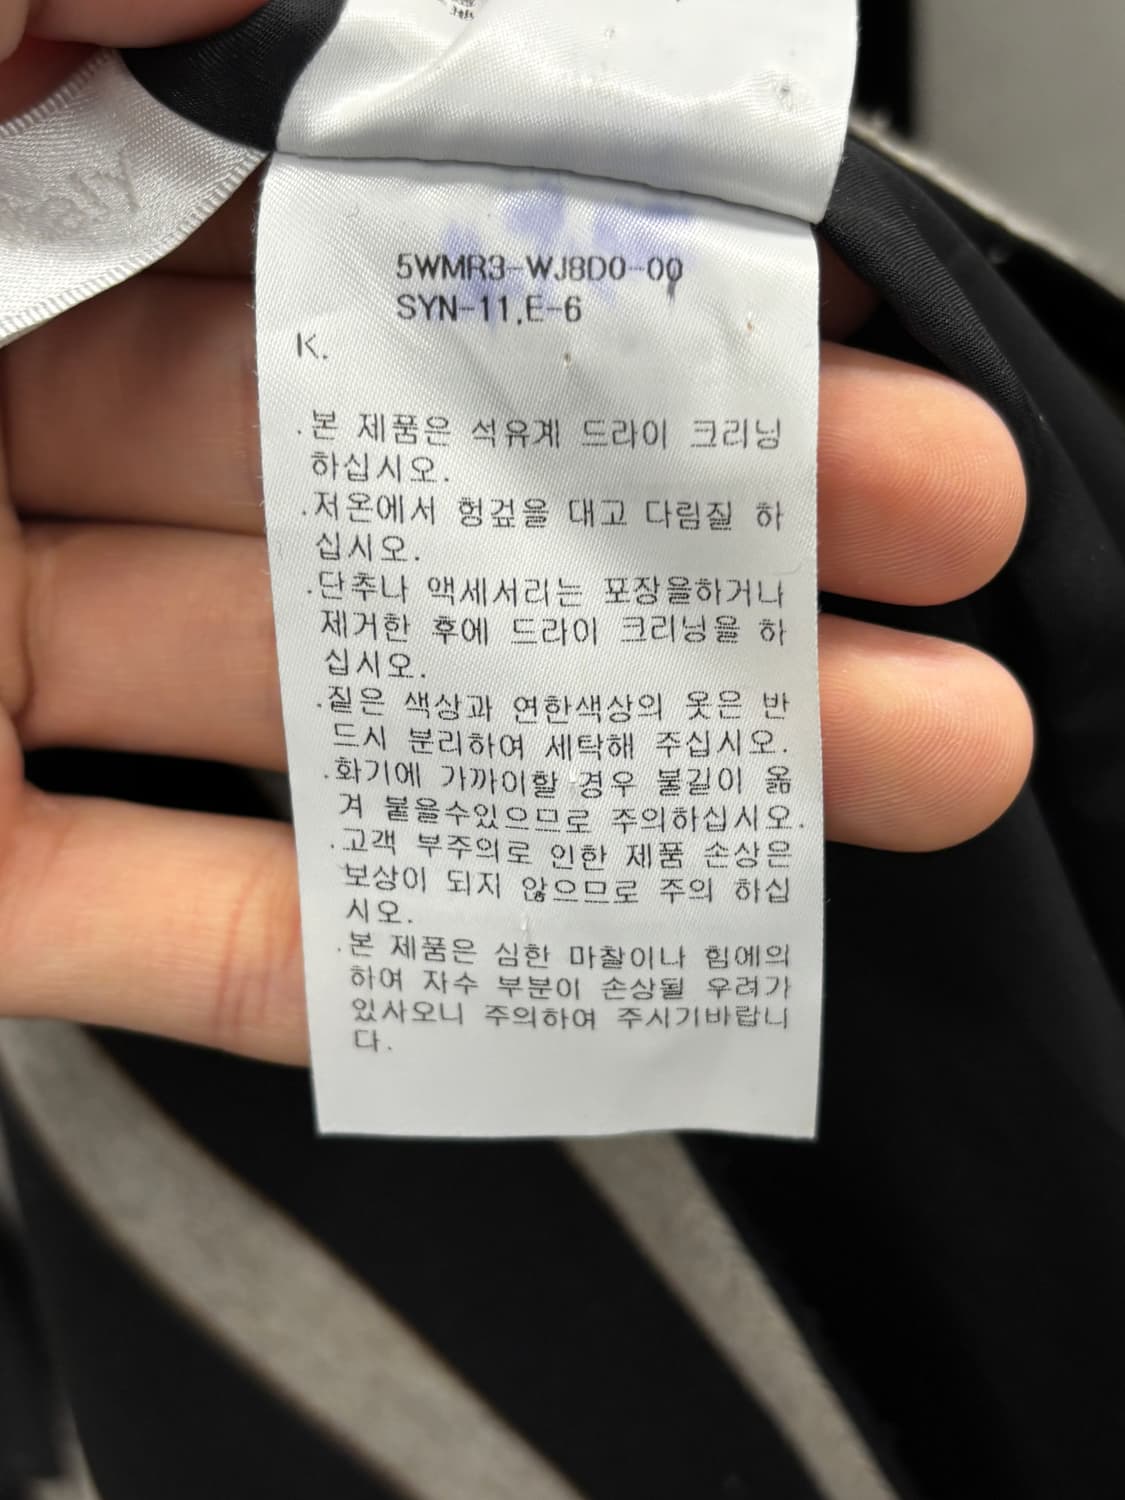 5WMR3-WJ8D0-00
SYN-11.E-6
K.
.본 제품은 석유계 드라이 크리닝
하십시오.
.저온에서 헝겊을 대고 다림질 하
십시오.
.단추나 액세서리는 포장을하거나
제거한 후에 드라이 크리닝을 하
십시오.
.짙은 색상과 연한색상의 옷은 반
드시 분리하여 세탁해 주십시오.
.화기에 가까이할 경우 불길이 옮
겨 붙을수있으므로 주의하십시오.
.고객 부주의로 인한 제품 손상은
보상이 되지 않으므로 주의 하십
시오.
.본 제품은 심한 마찰이나 힘에의
하여 자수 부분이 손상될 우려가
있사오니 주의하여 주시기바랍니
다.